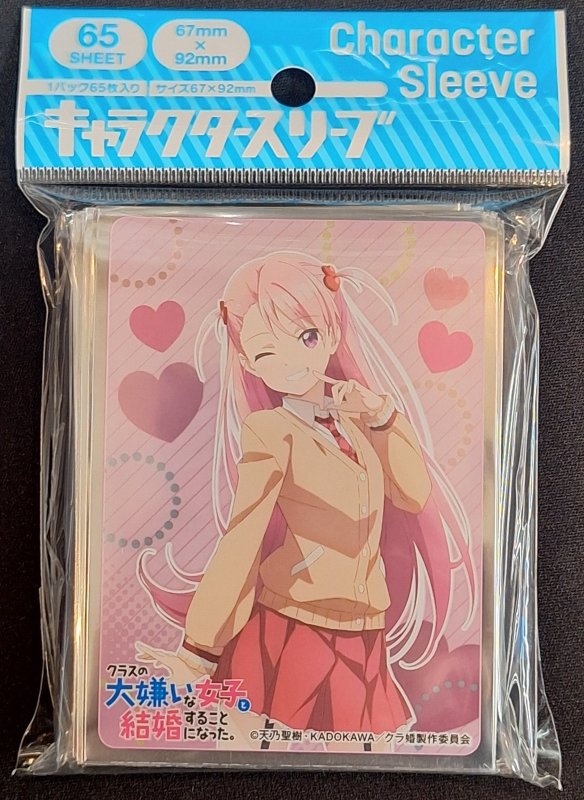 65
SHEET
67mm
×
92mm
Character
Sleeve
1パック65枚入り
サイズ67×92mm
キャラクタースリーブ
クラスの
大嫌いな女子と
結婚すること
になった。
©天乃聖樹・KADOKAWA／クラ婚製作委員会